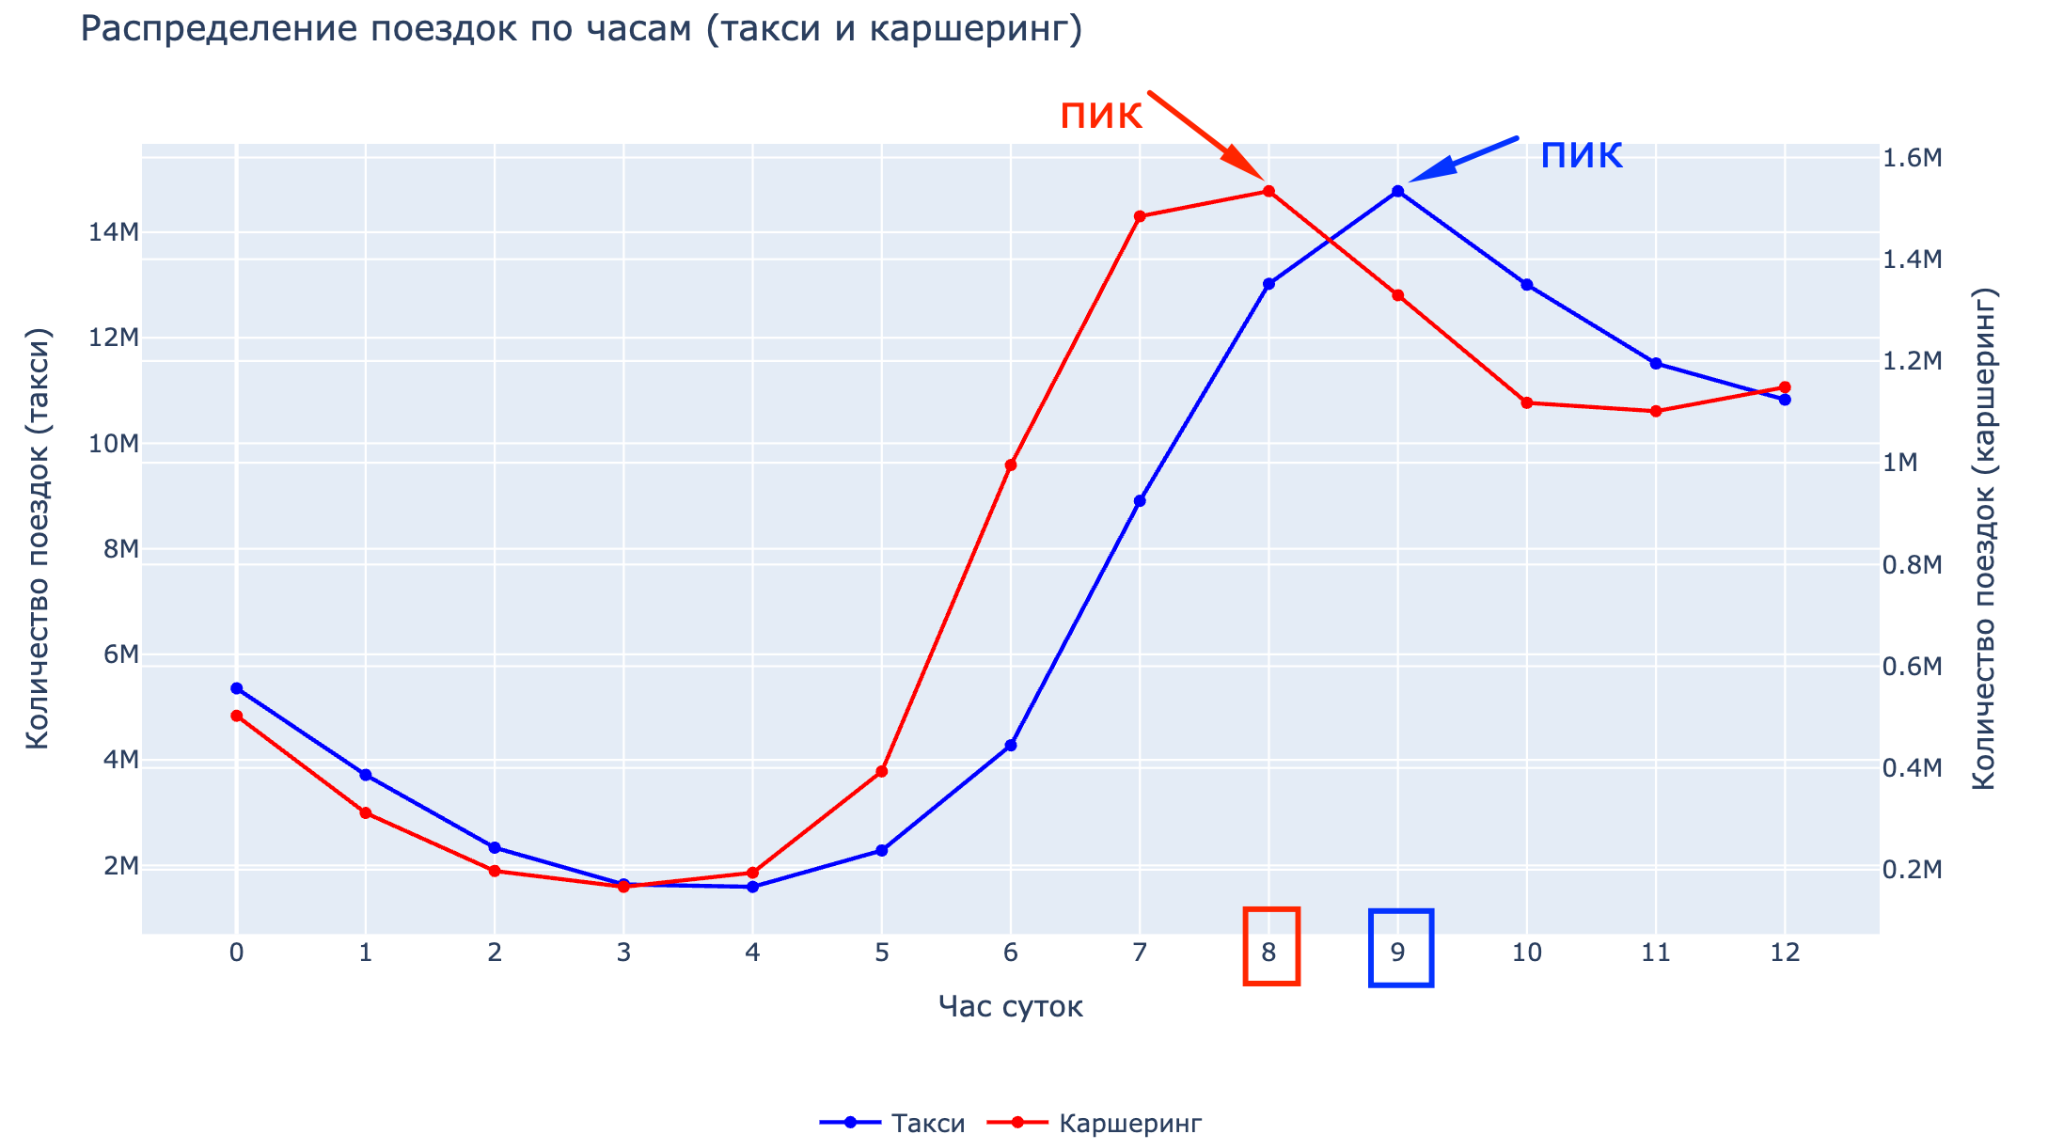 Распределение поездок по часам (такси и каршеринг)
пик
пик
Количество поездок (такси)
14M
12M
10M
8M
6M
4M
2M
1.6M
1.4M
1.2M
1M
0.8M
0.6M
0.4M
0.2M
Количество поездок (каршеринг)
0 1 2 3 4 5 6 7 8 9 10 11 12
Час суток
Такси Каршеринг